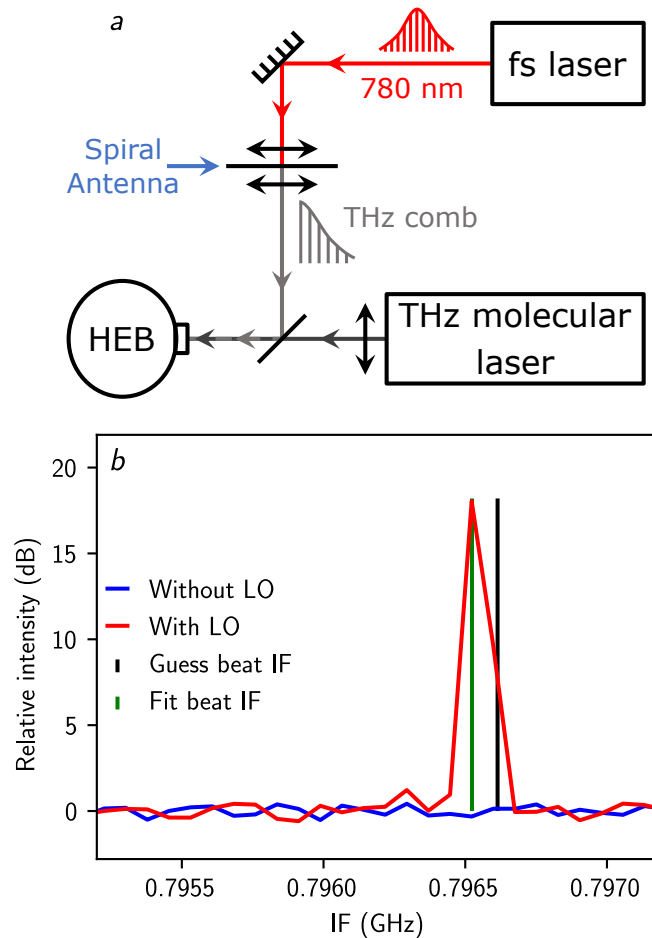 a
fs laser
780 nm
Spiral
Antenna
THz comb
HEB
THz molecular
laser
b
20
15
10
5
0
Relative intensity (dB)
Without LO
With LO
Guess beat IF
Fit beat IF
0.7955
0.7960
0.7965
0.7970
IF (GHz)